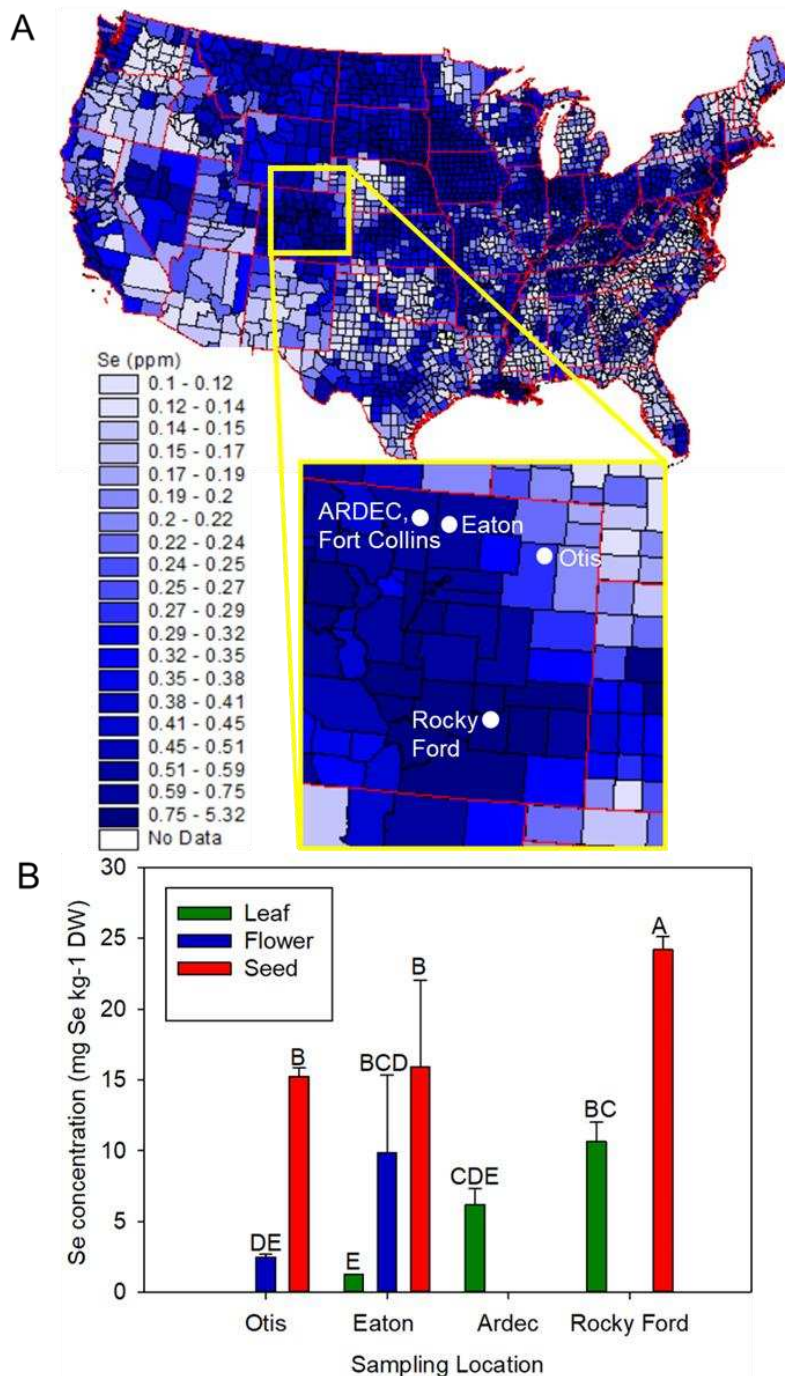 A
Se (ppm)
0.1 - 0.12
0.12 - 0.14
0.14 - 0.15
0.15 - 0.17
0.17 - 0.19
0.19 - 0.2
0.2 - 0.22
0.22 - 0.24
0.24 - 0.25
0.25 - 0.27
0.27 - 0.29
0.29 - 0.32
0.32 - 0.35
0.35 - 0.38
0.38 - 0.41
0.41 - 0.45
0.45 - 0.51
0.51 - 0.59
0.59 - 0.75
0.75 - 5.32
No Data
ARDEC,
Fort Collins
Eaton
Otis
Rocky
Ford
B
Se concentration (mg Se kg-1 DW)
30
25
20
15
10
5
0
Leaf
Flower
Seed
DE
B
E
BCD
B
CDE
BC
A
Otis
Eaton
Ardec
Rocky Ford
Sampling Location